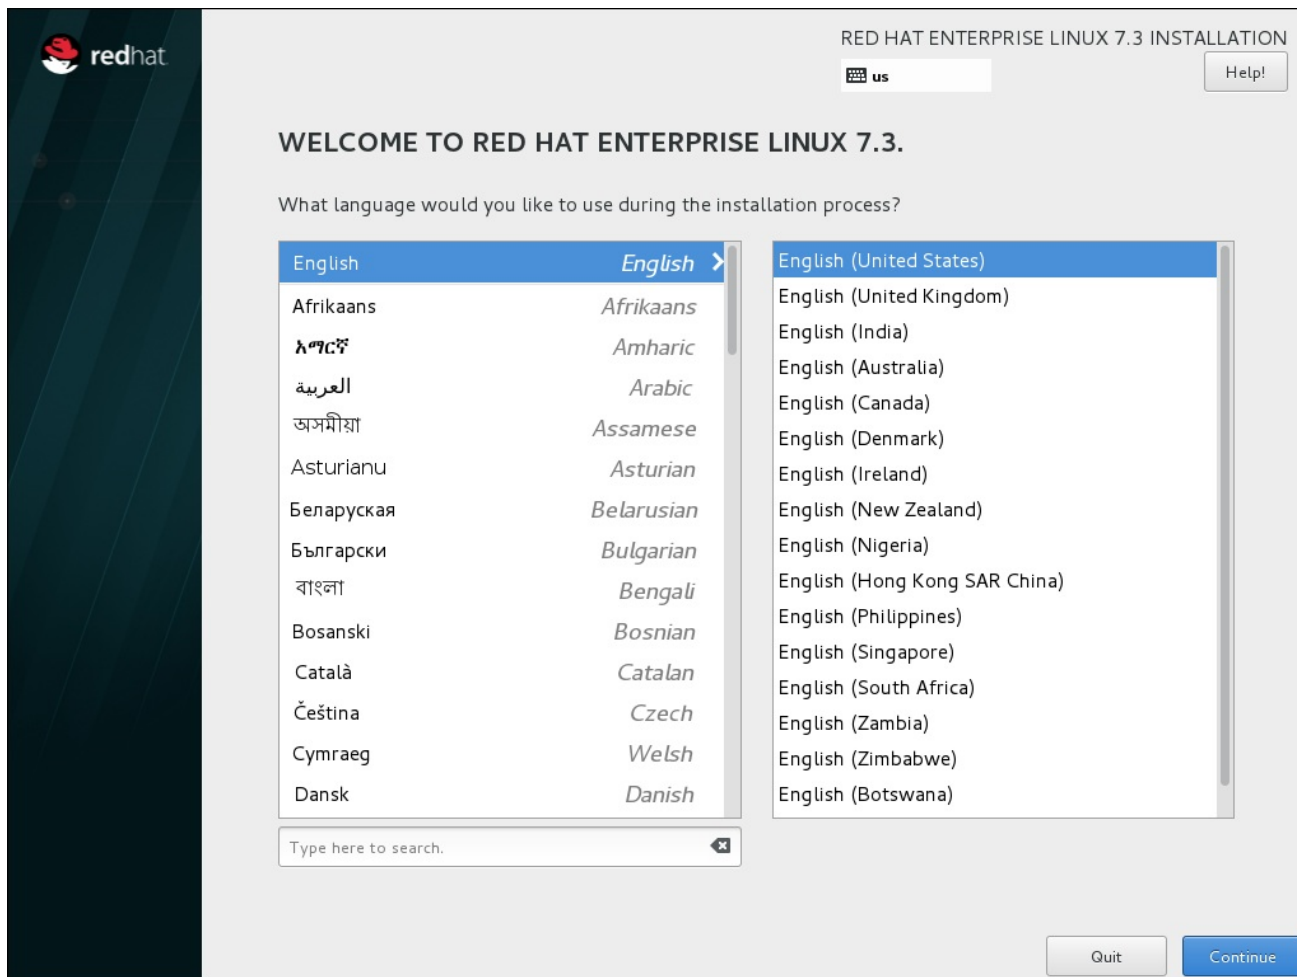 redhat
RED HAT ENTERPRISE LINUX 7.3 INSTALLATION
us
Help!
WELCOME TO RED HAT ENTERPRISE LINUX 7.3.
What language would you like to use during the installation process?
English English
Afrikaans Afrikaans
አማርኛ Amharic
العربية Arabic
অসমীয়া Assamese
Asturianu Asturian
Беларуская Belarusian
Български Bulgarian
বাংলা Bengali
Bosanski Bosnian
Català Catalan
Čeština Czech
Cymraeg Welsh
Dansk Danish
Type here to search.
English (United States)
English (United Kingdom)
English (India)
English (Australia)
English (Canada)
English (Denmark)
English (Ireland)
English (New Zealand)
English (Nigeria)
English (Hong Kong SAR China)
English (Philippines)
English (Singapore)
English (South Africa)
English (Zambia)
English (Zimbabwe)
English (Botswana)
Quit
Continue